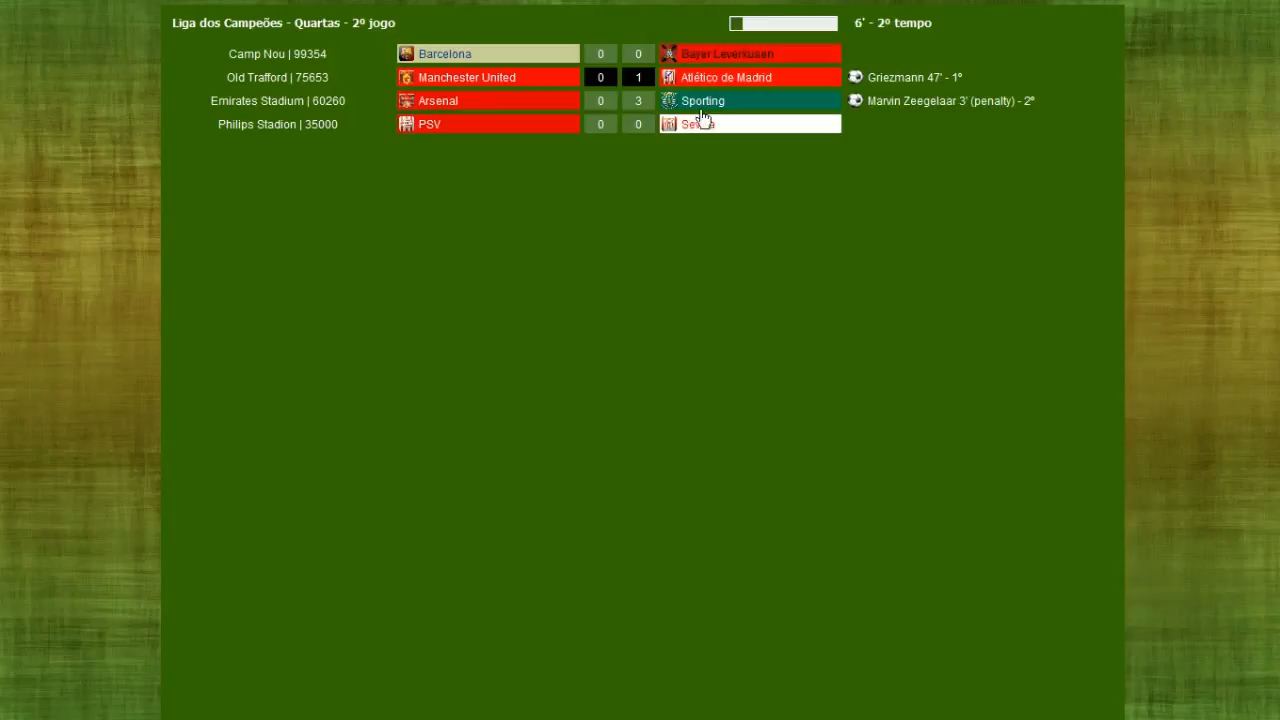 Liga dos Campeões - Quartas - 2º jogo 6' - 2º tempo
Camp Nou | 99354 Barcelona 0 0 Bayer Leverkusen
Old Trafford | 75653 Manchester United 0 1 Atlético de Madrid Griezmann 47' - 1º
Emirates Stadium | 60260 Arsenal 0 3 Sporting Marvin Zeegelaar 3' (penalty) - 2º
Philips Stadion | 35000 PSV 0 0